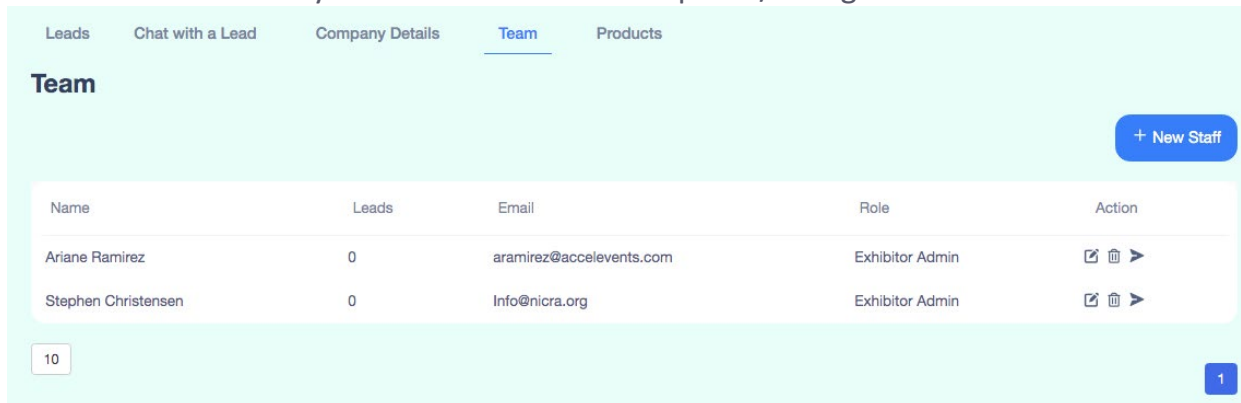 Leads Chat with a Lead Company Details Team Products
Team
+ New Staff
Name Leads Email Role Action
Ariane Ramirez 0 aramirez@accelevents.com Exhibitor Admin
Stephen Christensen 0 Info@nicra.org Exhibitor Admin
10
1